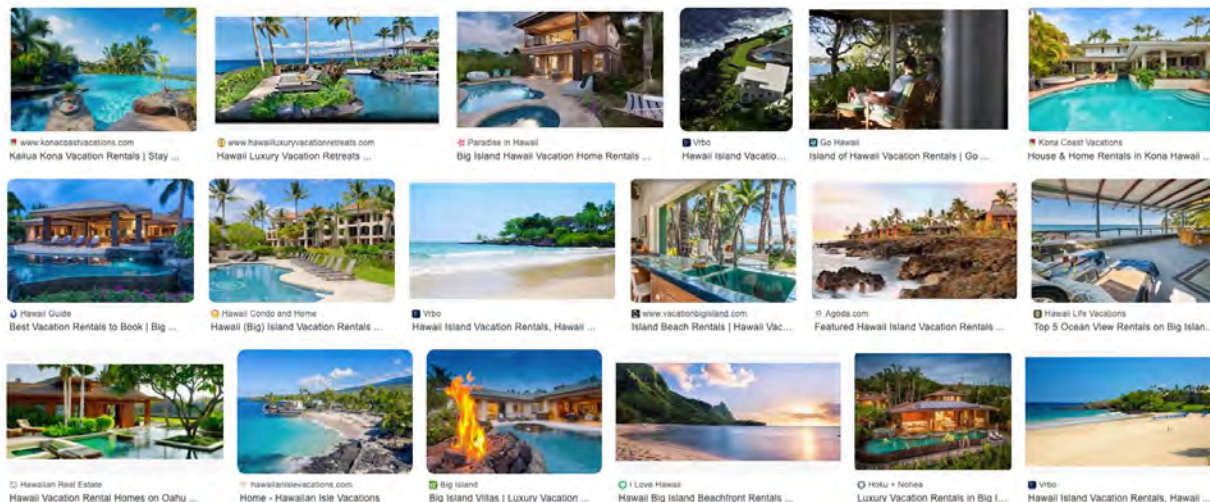 www.konacoastvacations.com
Kailua Kona Vacation Rentals | Stay ...
www.hawaiiluxuryvacationretreats.com
Hawaii Luxury Vacation Retreats ...
Paradise in Hawaii
Big Island Hawaii Vacation Home Rentals ...
Vrbo
Hawaii Island Vacatio...
Go Hawaii
Island of Hawaii Vacation Rentals | Go ...
Kona Coast Vacations
House & Home Rentals in Kona Hawaii ...
Hawaii Guide
Best Vacation Rentals to Book | Big ...
Hawaii Condo and Home
Hawaii (Big) Island Vacation Rentals ...
Vrbo
Hawaii Island Vacation Rentals, Hawaii ...
www.vacationbigisland.com
Island Beach Rentals | Hawaii Vac...
Agoda.com
Featured Hawaii Island Vacation Rentals ...
Hawaii Life Vacations
Top 5 Ocean View Rentals on Big Islan...
Hawaiian Real Estate
Hawaii Vacation Rental Homes on Oahu ...
hawaiianislevacations.com
Home - Hawaiian Isle Vacations
Big Island
Big Island Villas | Luxury Vacation ...
I Love Hawaii
Hawaii Big Island Beachfront Rentals ...
Hoku + Nohea
Luxury Vacation Rentals in Big I...
Vrbo
Hawaii Island Vacation Rentals, Hawaii ...